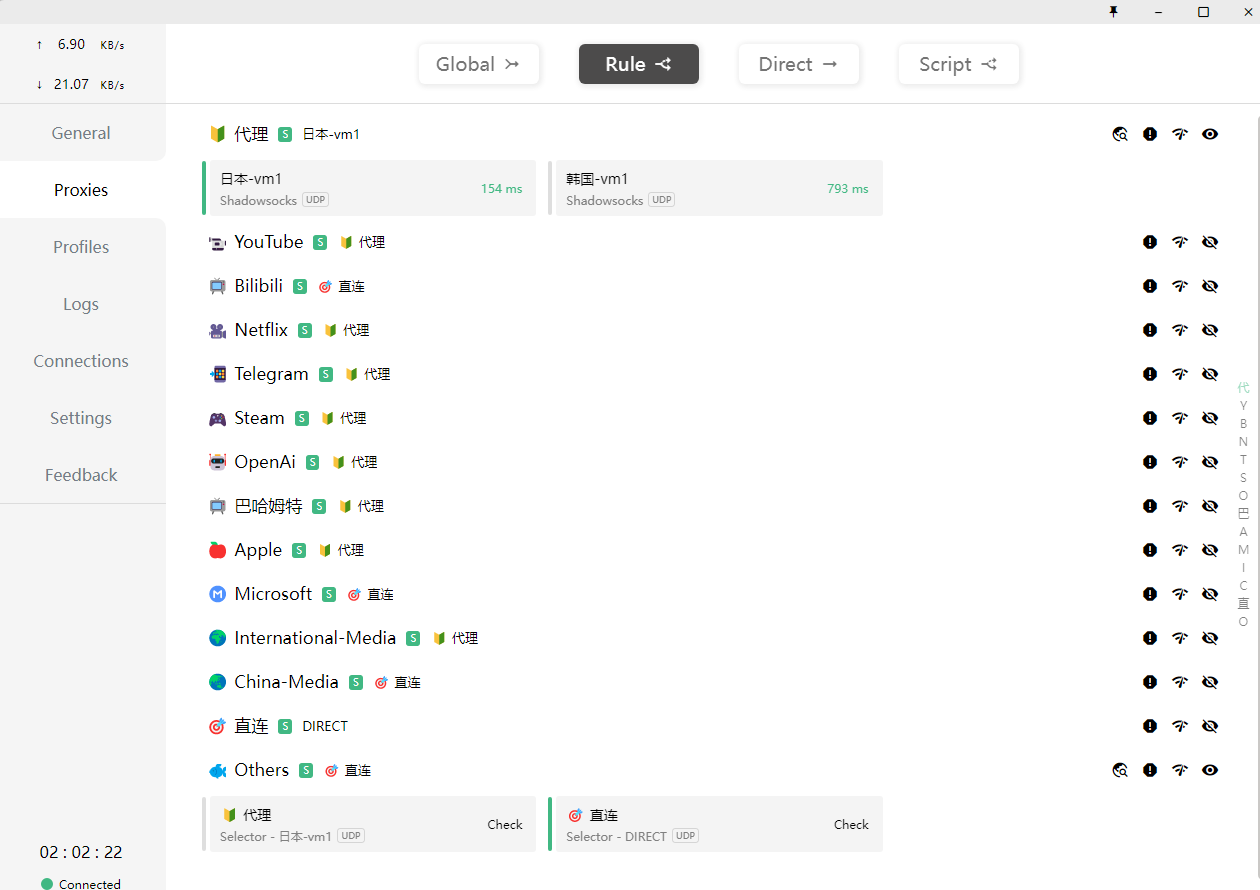 ↑ 6.90 KB/s
↓ 21.07 KB/s
General
Proxies
Profiles
Logs
Connections
Settings
Feedback
02 : 02 : 22
Connected
Global Rule Direct → Script
代理 S 日本-vm1
日本-vm1 154 ms
Shadowsocks UDP
韩国-vm1 793 ms
Shadowsocks UDP
YouTube S 代理
Bilibili S 直连
Netflix S 代理
Telegram S 代理
Steam S 代理
OpenAi S 代理
巴哈姆特 S 代理
Apple S 代理
Microsoft S 直连
International-Media S 代理
China-Media S 直连
直连 S DIRECT
Others S 直连
代理 Check
Selector - 日本-vm1 UDP
直连 Check
Selector - DIRECT UDP
代
Y
B
N
T
S
O
巴
A
M
I
C
直
O